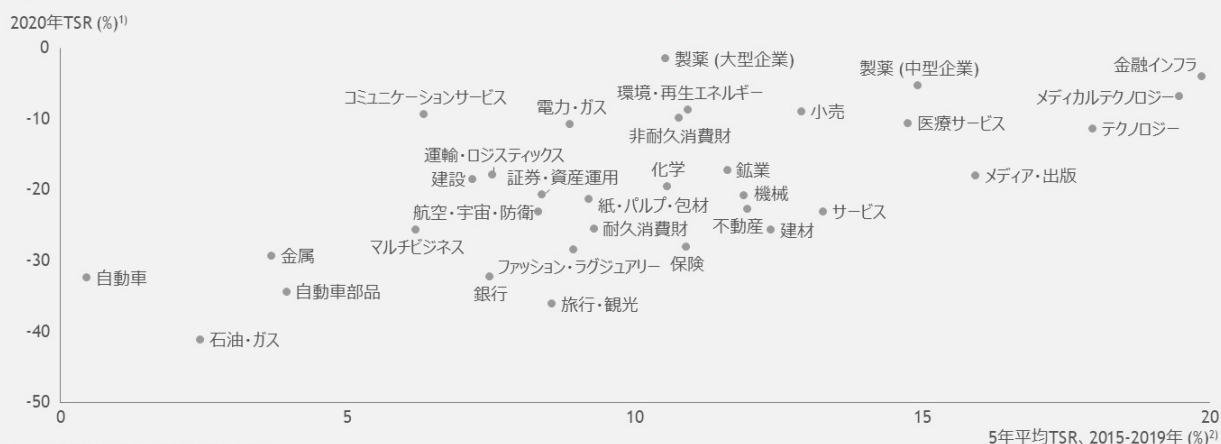 2020年TSR (%)¹⁾
0
-10
-20
-30
-40
-50
製薬 (大型企業)
製薬 (中型企業)
金融インフラ
コミュニケーションサービス
電力・ガス
環境・再生エネルギー
メディカルテクノロジー
小売
非耐久消費財
医療サービス
テクノロジー
運輸・ロジスティックス
建設
証券・資産運用
化学
鉱業
メディア・出版
機械
航空・宇宙・防衛
紙・パルプ・包材
サービス
マルチビジネス
耐久消費財
不動産
建材
金属
ファッション・ラグジュアリー
保険
自動車
自動車部品
銀行
旅行・観光
石油・ガス
0
5
10
15
20
5年平均TSR、2015-2019年 (%)²⁾